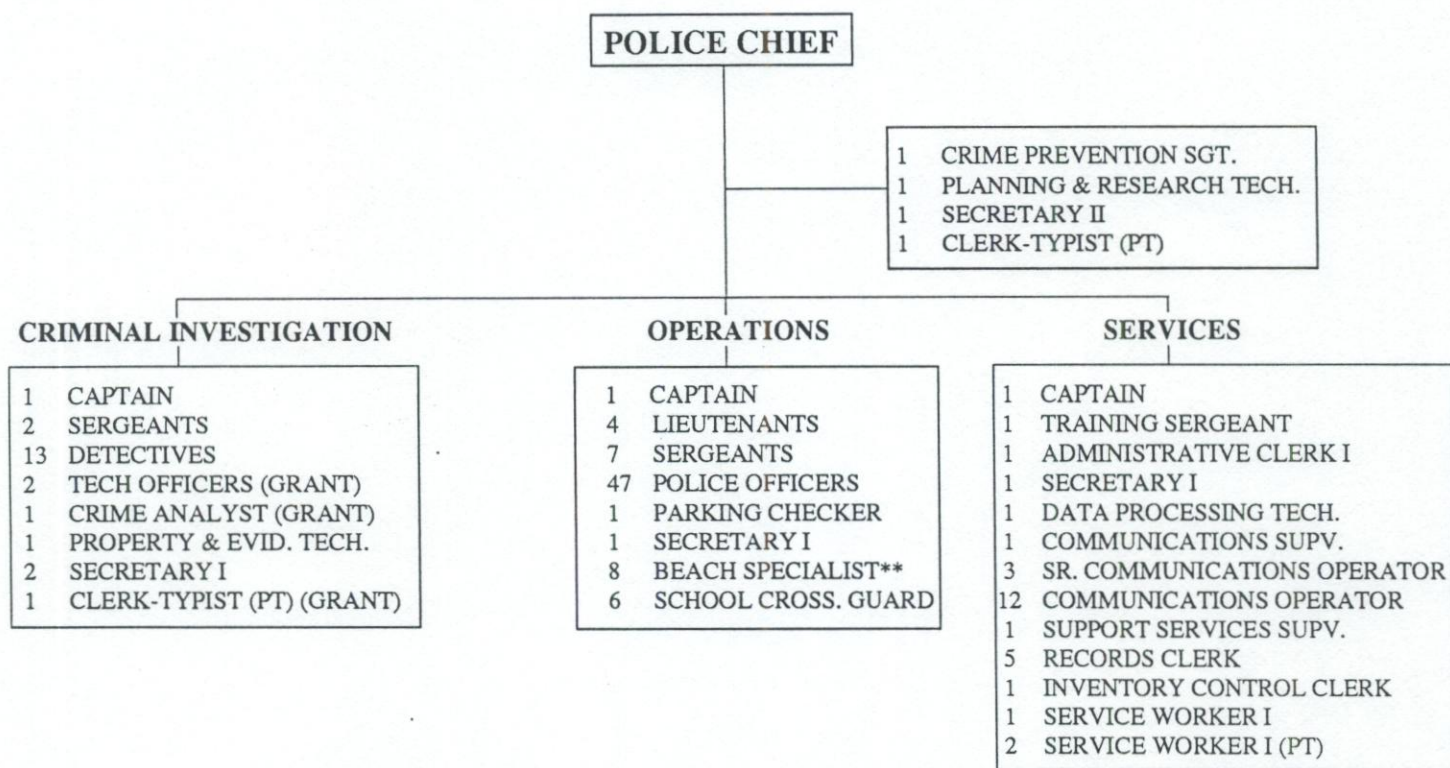 POLICE CHIEF
1 CRIME PREVENTION SGT.
1 PLANNING & RESEARCH TECH.
1 SECRETARY II
1 CLERK-TYPIST (PT)
CRIMINAL INVESTIGATION
1 CAPTAIN
2 SERGEANTS
13 DETECTIVES
2 TECH OFFICERS (GRANT)
1 CRIME ANALYST (GRANT)
1 PROPERTY & EVID. TECH.
2 SECRETARY I
1 CLERK-TYPIST (PT) (GRANT)
OPERATIONS
1 CAPTAIN
4 LIEUTENANTS
7 SERGEANTS
47 POLICE OFFICERS
1 PARKING CHECKER
1 SECRETARY I
8 BEACH SPECIALIST**
6 SCHOOL CROSS. GUARD
SERVICES
1 CAPTAIN
1 TRAINING SERGEANT
1 ADMINISTRATIVE CLERK I
1 SECRETARY I
1 DATA PROCESSING TECH.
1 COMMUNICATIONS SUPV.
3 SR. COMMUNICATIONS OPERATOR
12 COMMUNICATIONS OPERATOR
1 SUPPORT SERVICES SUPV.
5 RECORDS CLERK
1 INVENTORY CONTROL CLERK
1 SERVICE WORKER I
2 SERVICE WORKER I (PT)